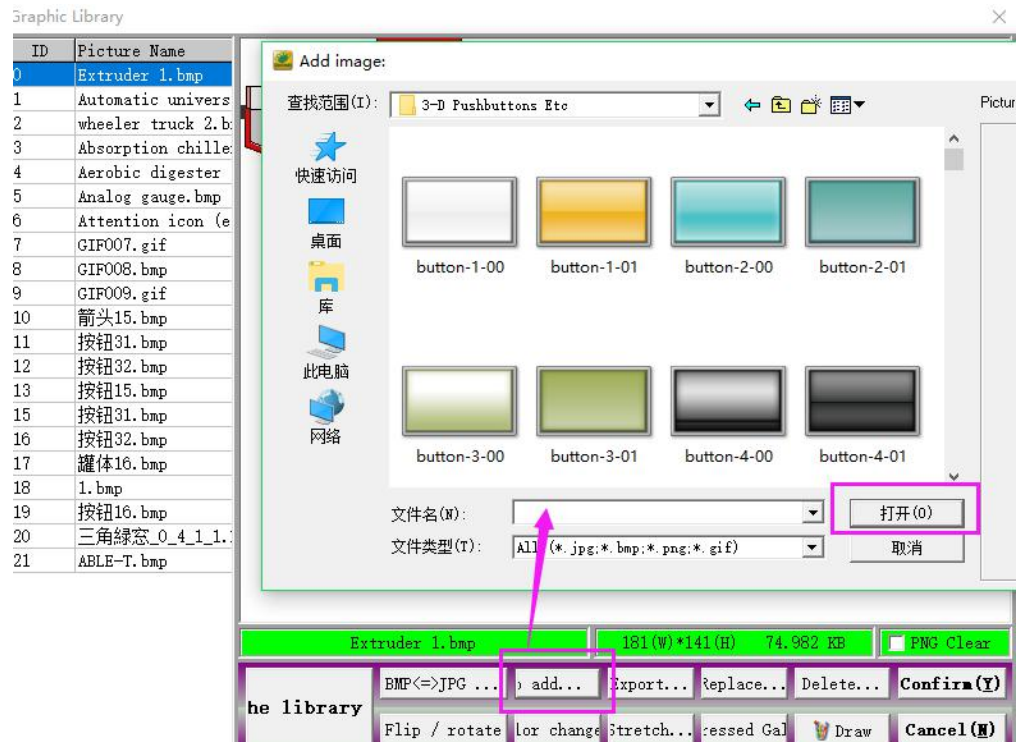 Graphic Library
ID Picture Name
0 Extruder 1.bmp
1 Automatic univers
2 wheeler truck 2.b
3 Absorption chille
4 Aerobic digester
5 Analog gauge.bmp
6 Attention icon (e
7 GIF007.gif
8 GIF008.bmp
9 GIF009.gif
10 箭头15.bmp
11 按钮31.bmp
12 按钮32.bmp
13 按钮15.bmp
15 按钮31.bmp
16 按钮32.bmp
17 罐体16.bmp
18 1.bmp
19 按钮16.bmp
20 三角緑窓_0_4_1_1.
21 ABLE-T.bmp
Add image:
查找范围(I):
3-D Pushbuttons Etc
Pictur
快速访问
桌面
库
此电脑
网络
button-1-00 button-1-01 button-2-00 button-2-01
button-3-00 button-3-01 button-4-00 button-4-01
文件名(N):
打开(O)
文件类型(T):
All (*.jpg;*.bmp;*.png;*.gif)
取消
Extruder 1.bmp 181(W)*141(H) 74.982 KB PNG Clear
he library
BMP<=>JPG ... add... Export... Replace... Delete... Confirm(Y)
Flip / rotate lor change Stretch... essed Gal Draw Cancel(N)